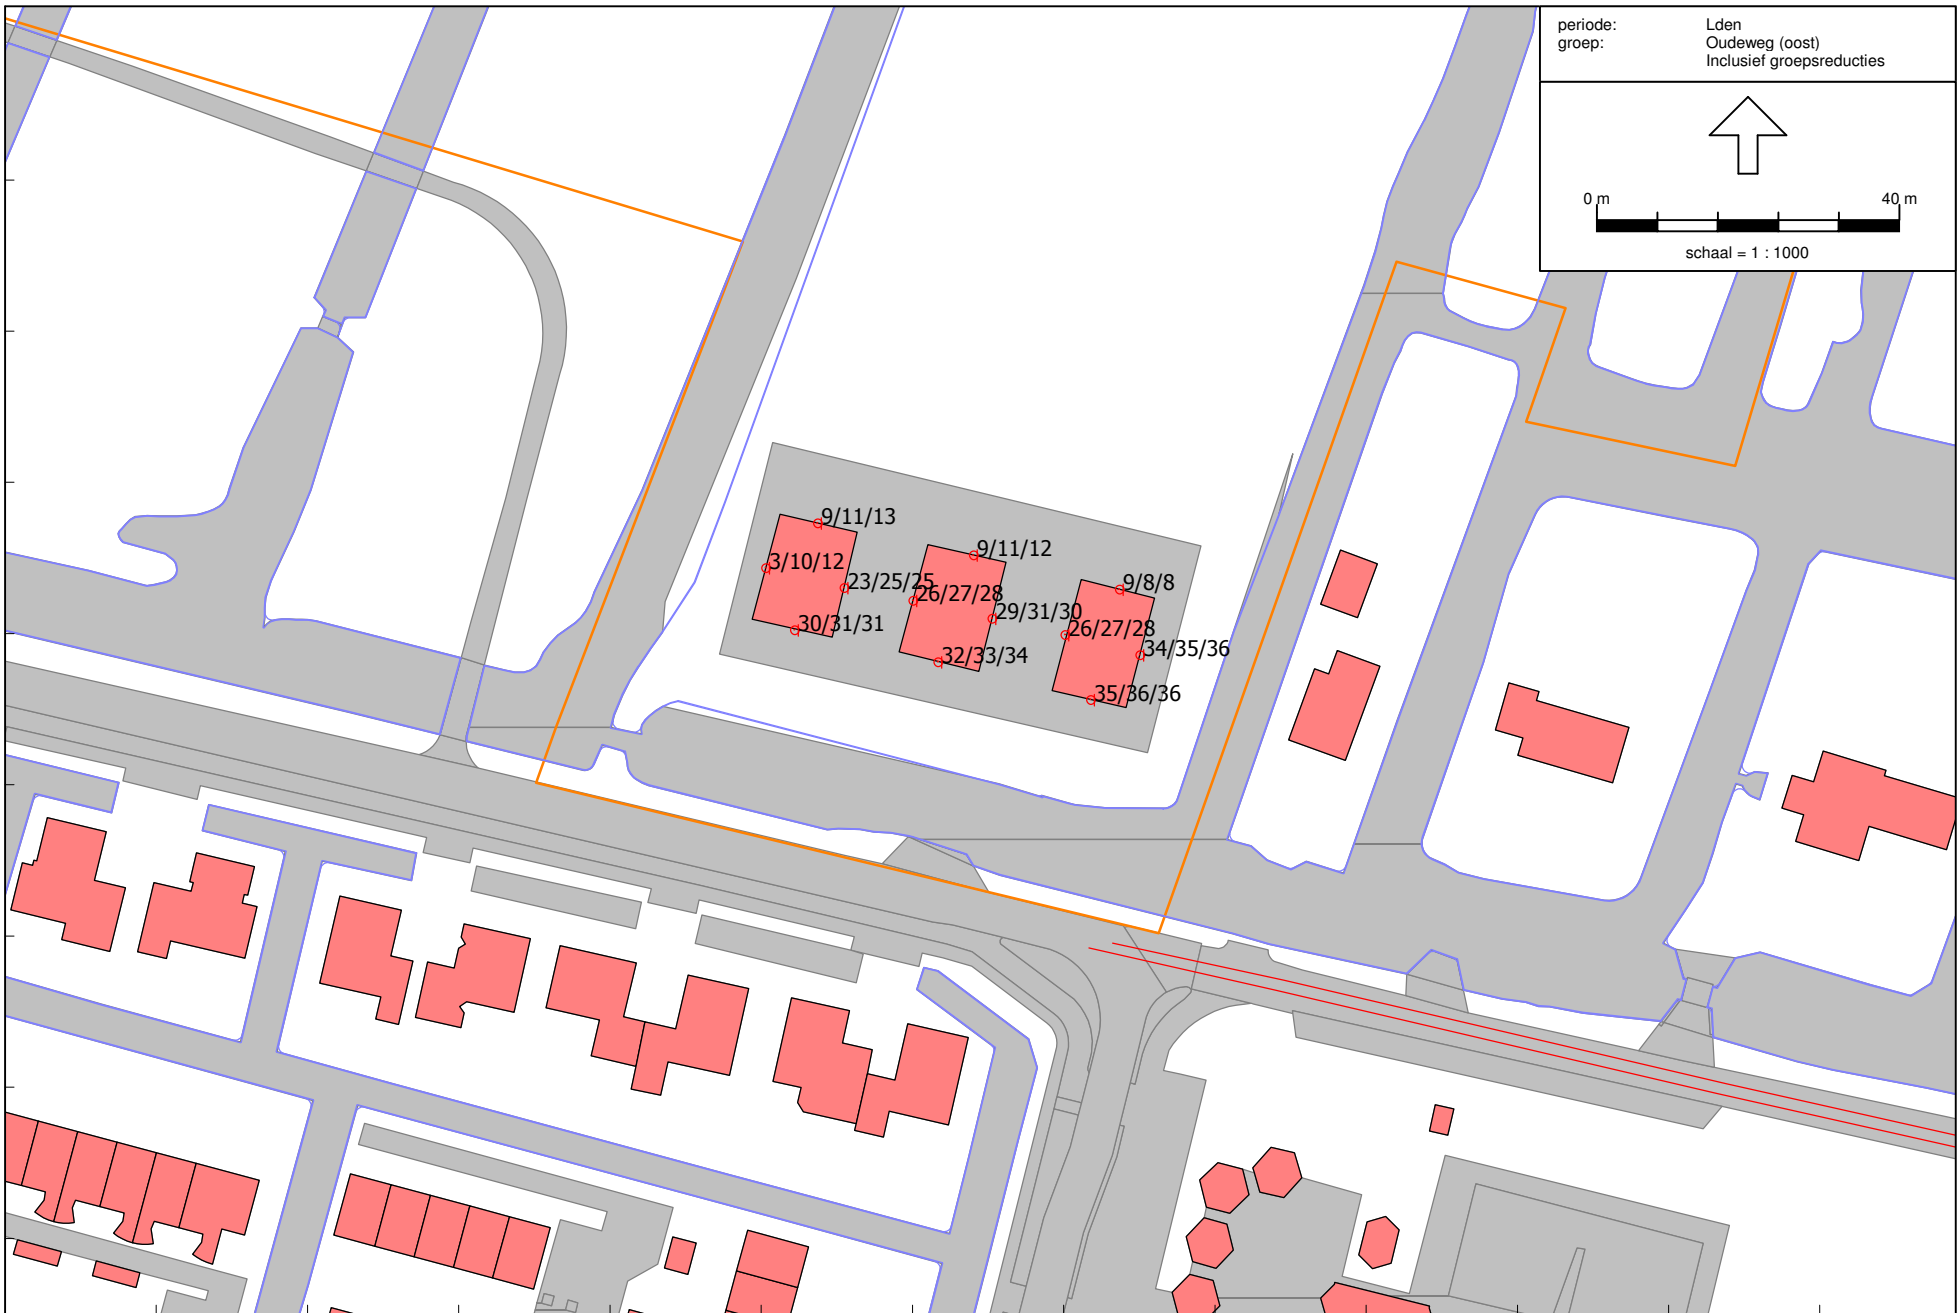 periode: Lden
groep: Oudeweg (oost)
Inclusief groepsreducties
0 m 40 m
schaal = 1 : 1000
9/11/13
3/10/12
23/25/25
30/31/31
9/11/12
26/27/28
29/31/30
32/33/34
9/8/8
26/27/28
34/35/36
35/36/36